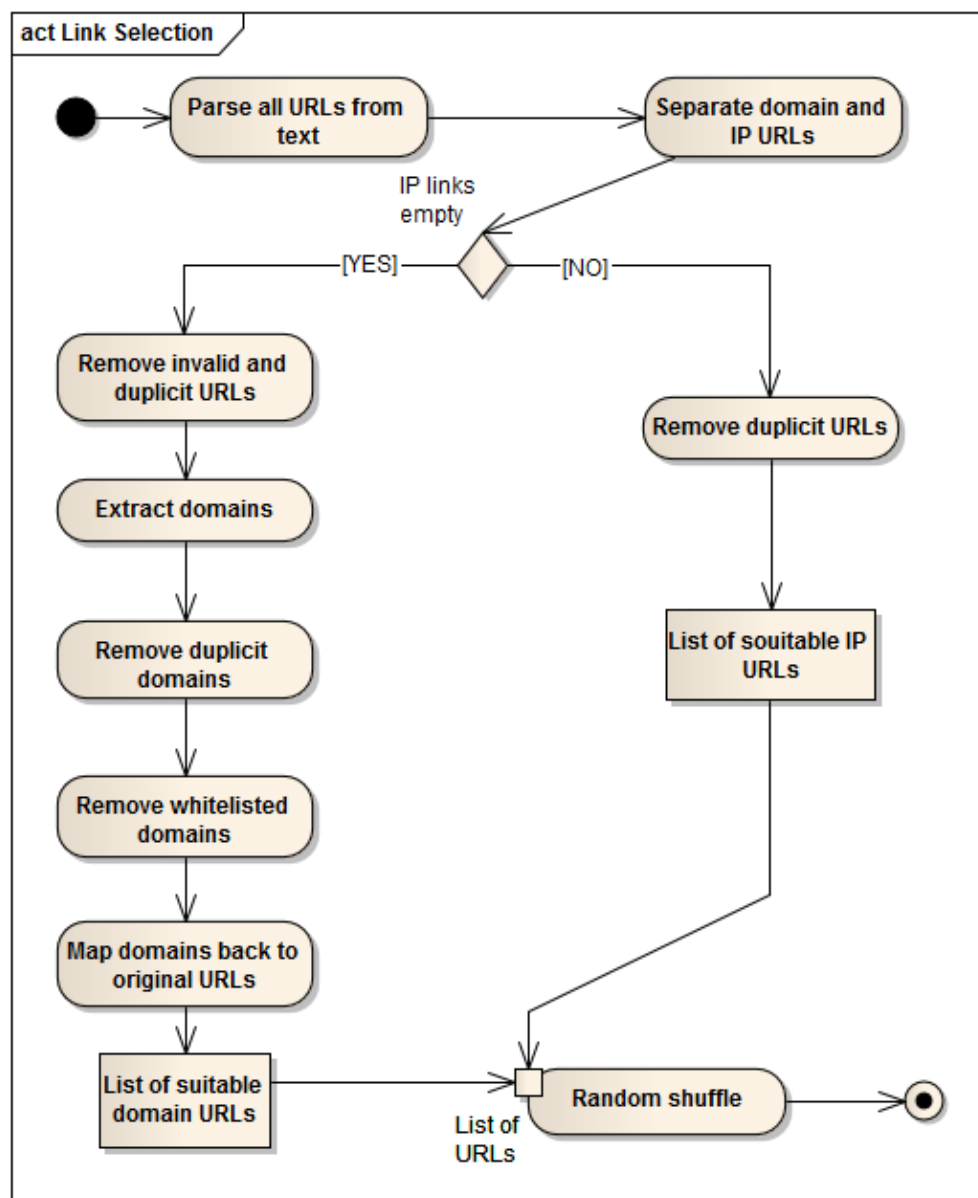 act Link Selection
Parse all URLs from
text
Separate domain and
IP URLs
IP links
empty
[YES]
[NO]
Remove invalid and
duplicit URLs
Remove duplicit URLs
Extract domains
Remove duplicit
domains
List of souitable IP
URLs
Remove whitelisted
domains
Map domains back to
original URLs
List of suitable
domain URLs
Random shuffle
List of
URLs